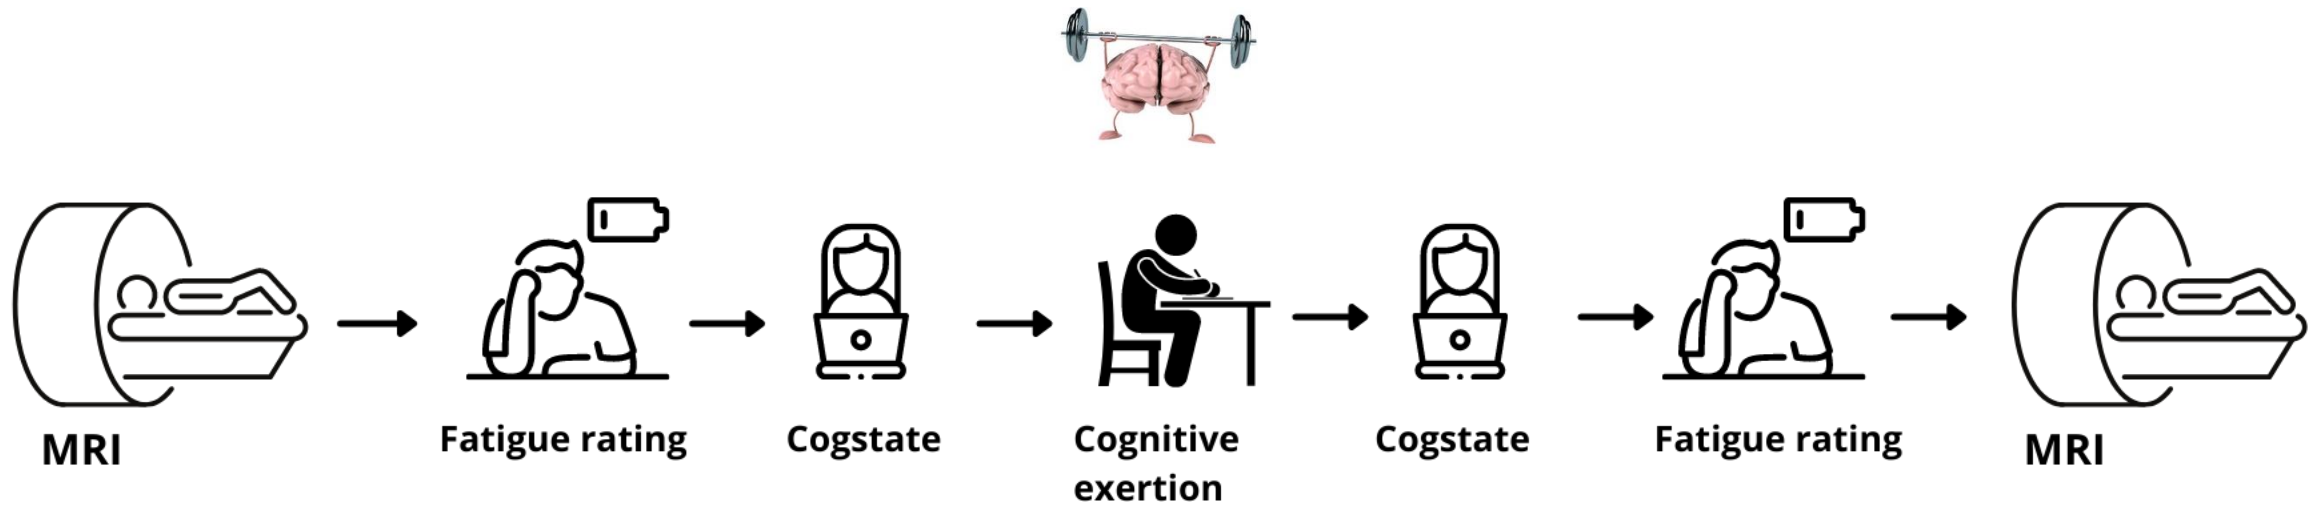 MRI
Fatigue rating
Cogstate
Cognitive
exertion
Cogstate
Fatigue rating
MRI